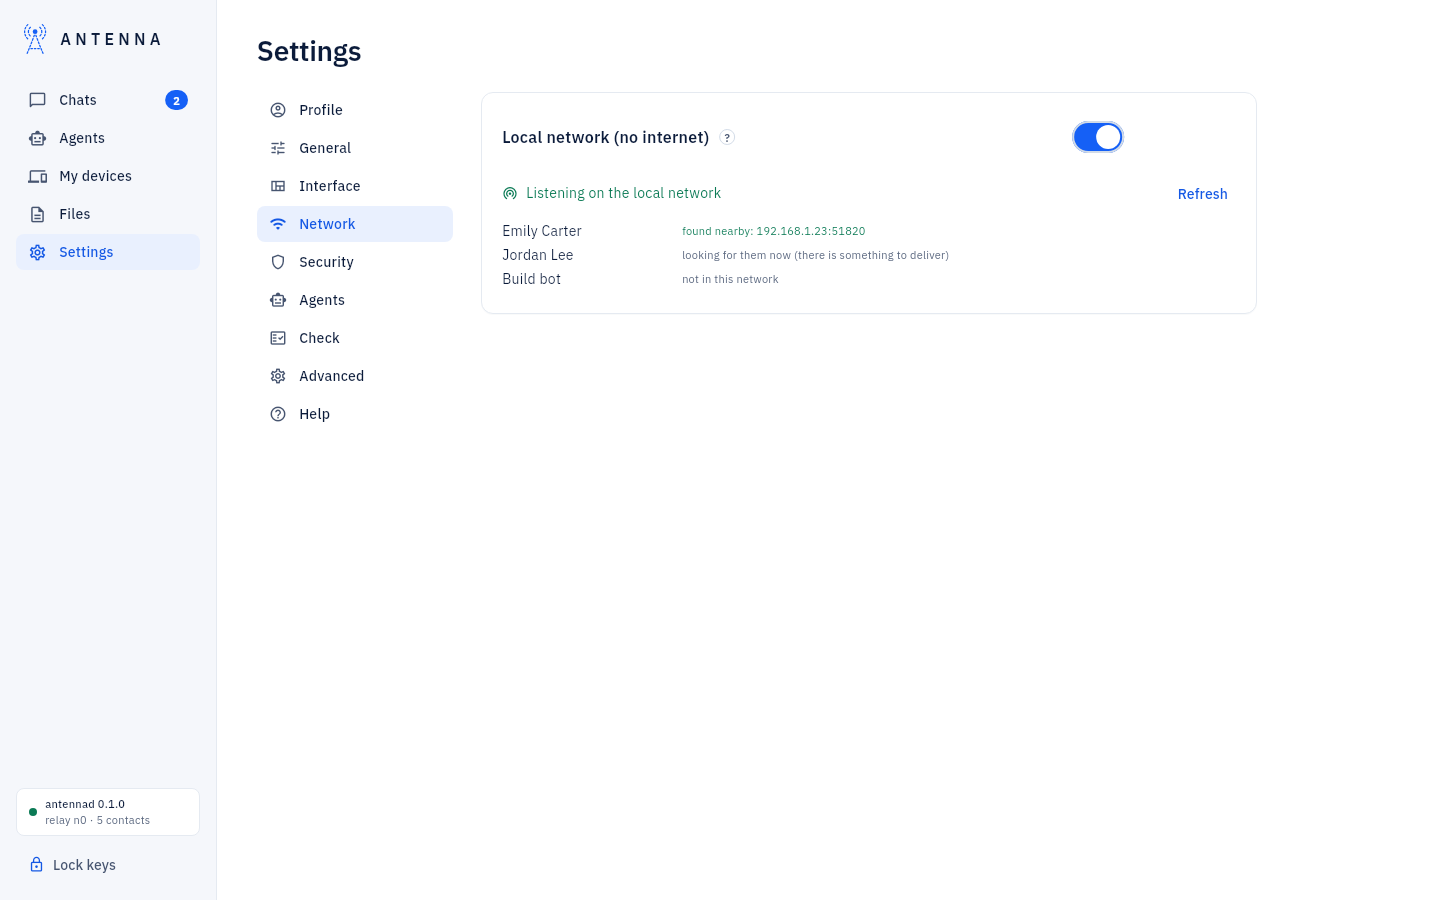 ANTENNA
Chats 2
Agents
My devices
Files
Settings
antennad 0.1.0
relay n0 · 5 contacts
Lock keys
Settings
Profile
General
Interface
Network
Security
Agents
Check
Advanced
Help
Local network (no internet) ?
Listening on the local network
Refresh
Emily Carter found nearby: 192.168.1.23:51820
Jordan Lee looking for them now (there is something to deliver)
Build bot not in this network